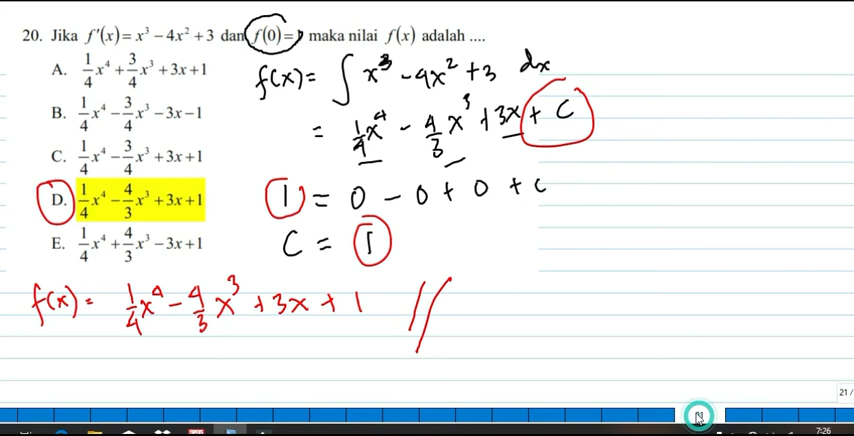 20. Jika f'(x) = x³ − 4x² + 3 dan f(0)=1, maka nilai f(x) adalah ....
A. 1/4 x⁴ + 3/4 x³ + 3x + 1
B. 1/4 x⁴ − 3/4 x³ − 3x − 1
C. 1/4 x⁴ − 3/4 x³ + 3x + 1
D. 1/4 x⁴ − 4/3 x³ + 3x + 1
E. 1/4 x⁴ + 4/3 x³ − 3x + 1
f(x) = ∫ x³ − 4x² + 3 dx
= 1/4 x⁴ − 4/3 x³ + 3x + C
1 = 0 − 0 + 0 + C
C = 1
f(x) = 1/4 x⁴ − 4/3 x³ + 3x + 1 //
21 /
7:26